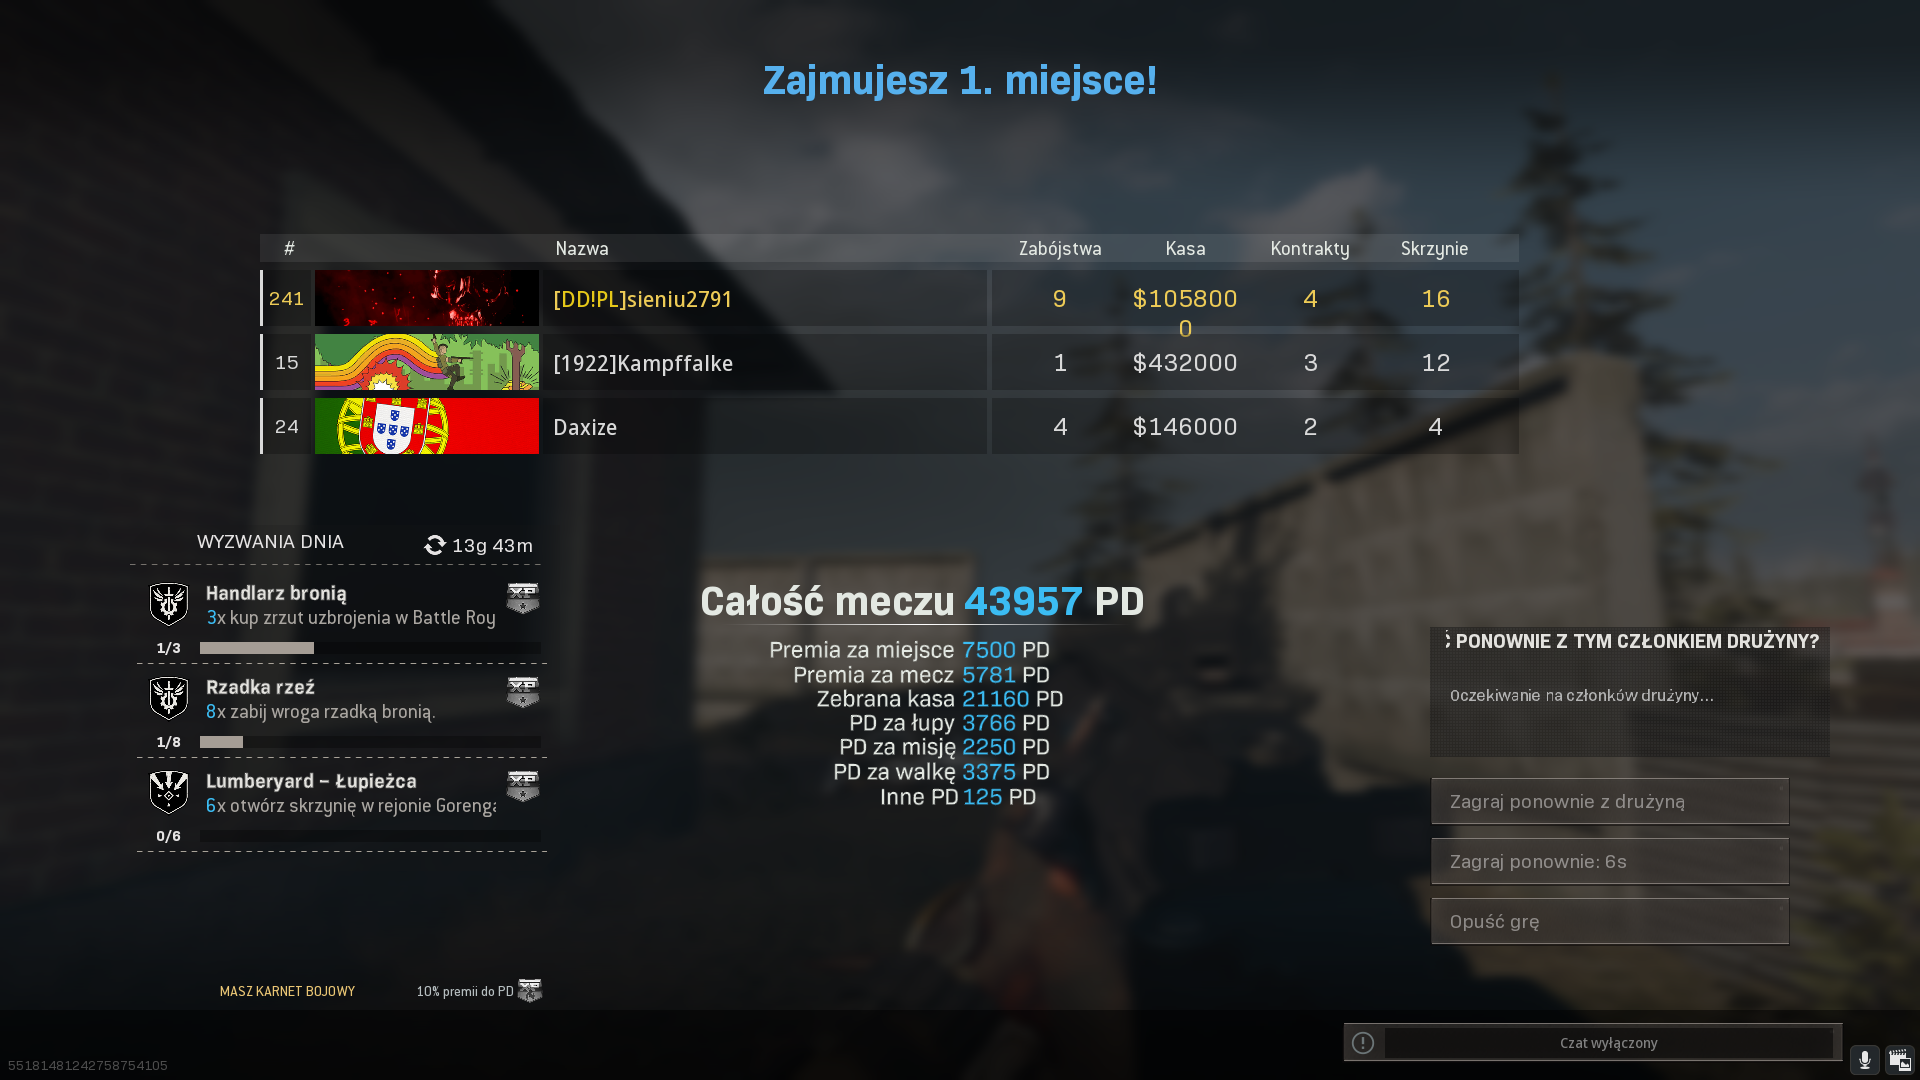 Zajmujesz 1. miejsce!
# Nazwa Zabójstwa Kasa Kontrakty Skrzynie
241 [DD!PL]sieniu2791 9 $105800 4 16
0
15 [1922]Kampffalke 1 $432000 3 12
24 Daxize 4 $146000 2 4
WYZWANIA DNIA 13g 43m
Handlarz bronią
3x kup zrzut uzbrojenia w Battle Roy
1/3
Rzadka rzeź
8x zabij wroga rzadką bronią.
1/8
Lumberyard – Łupieżca
6x otwórz skrzynię w rejonie Goreng
0/6
MASZ KARNET BOJOWY 10% premii do PD
Całość meczu 43957 PD
Premia za miejsce 7500 PD
Premia za mecz 5781 PD
Zebrana kasa 21160 PD
PD za łupy 3766 PD
PD za misję 2250 PD
PD za walkę 3375 PD
Inne PD 125 PD
PONOWNIE Z TYM CZŁONKIEM DRUŻYNY?
Oczekiwanie na członków drużyny...
Zagraj ponownie z drużyną
Zagraj ponownie: 6s
Opuść grę
Czat wyłączony
55181481242758754105